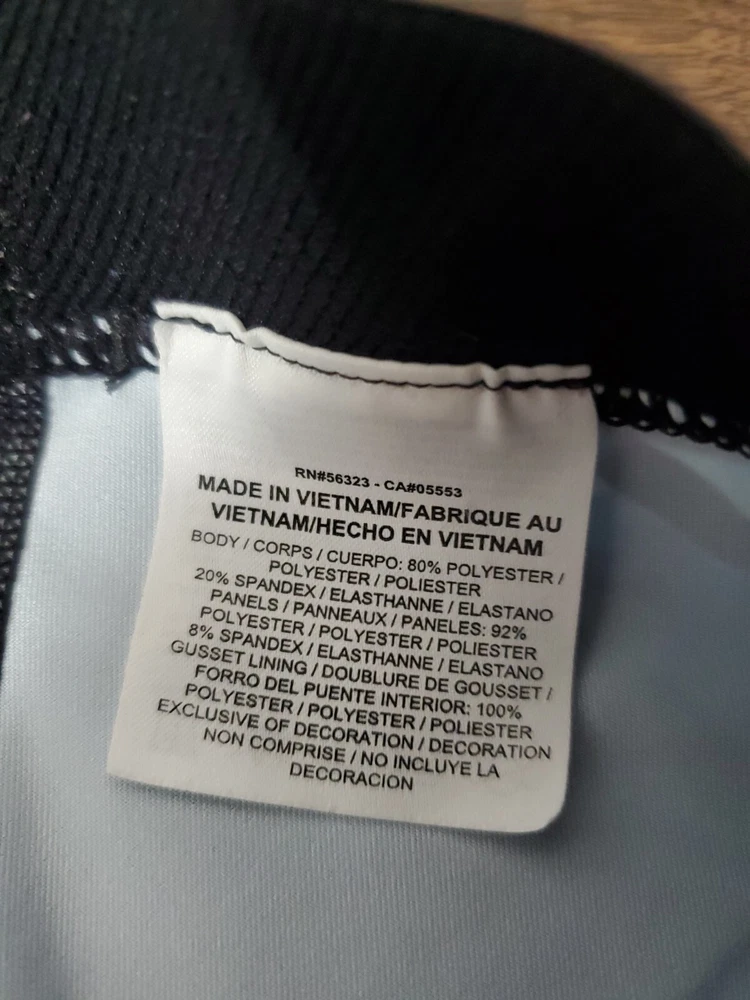 RN#56323 - CA#05553
MADE IN VIETNAM/FABRIQUE AU
VIETNAM/HECHO EN VIETNAM
BODY / CORPS / CUERPO: 80% POLYESTER /
POLYESTER / POLIESTER
20% SPANDEX / ELASTHANNE / ELASTANO
PANELS / PANNEAUX / PANELES: 92%
POLYESTER / POLYESTER / POLIESTER
8% SPANDEX / ELASTHANNE / ELASTANO
GUSSET LINING / DOUBLURE DE GOUSSET /
FORRO DEL PUENTE INTERIOR: 100%
POLYESTER / POLYESTER / POLIESTER
EXCLUSIVE OF DECORATION / DECORATION
NON COMPRISE / NO INCLUYE LA
DECORACION